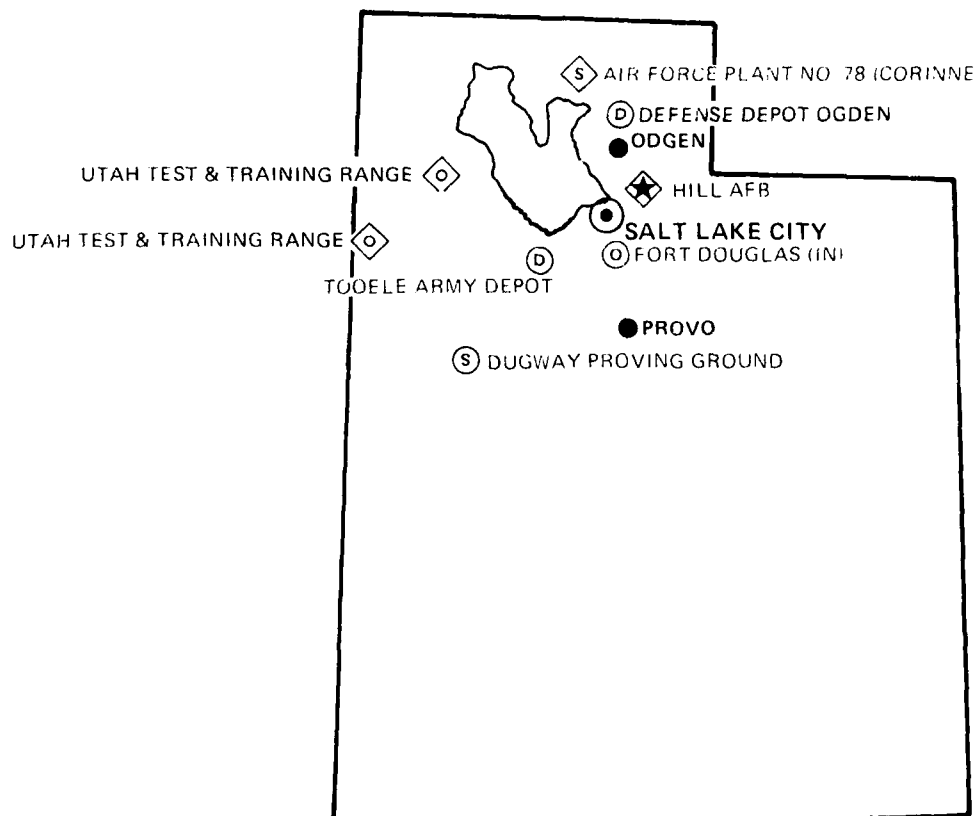 S AIR FORCE PLANT NO. 78 (CORINNE
D DEFENSE DEPOT OGDEN
ODGEN
UTAH TEST & TRAINING RANGE O
HILL AFB
SALT LAKE CITY
UTAH TEST & TRAINING RANGE O
O FORT DOUGLAS (IN)
D
TOOELE ARMY DEPOT
PROVO
S DUGWAY PROVING GROUND